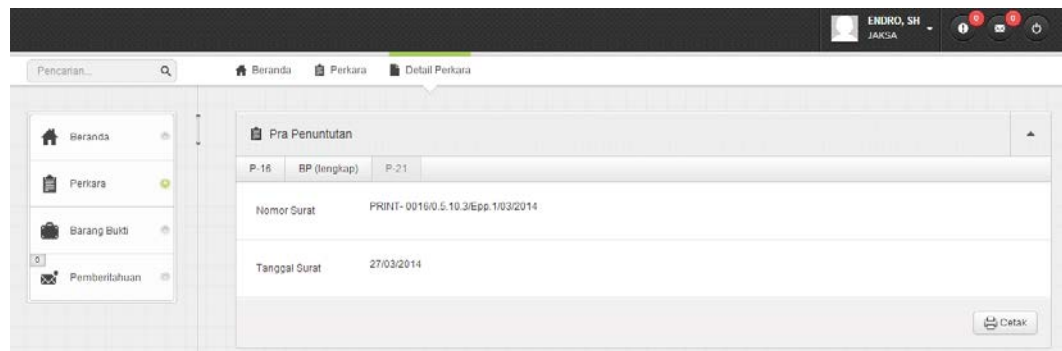 ENDRO, SH
JAKSA
0
0
Pencarian...
Beranda
Perkara
Detail Perkara
Beranda
Perkara
Barang Bukti
0
Pemberitahuan
Pra Penuntutan
P-16
BP (lengkap)
P-21
Nomor Surat
PRINT- 0016/0.5.10.3/Epp.1/03/2014
Tanggal Surat
27/03/2014
Cetak